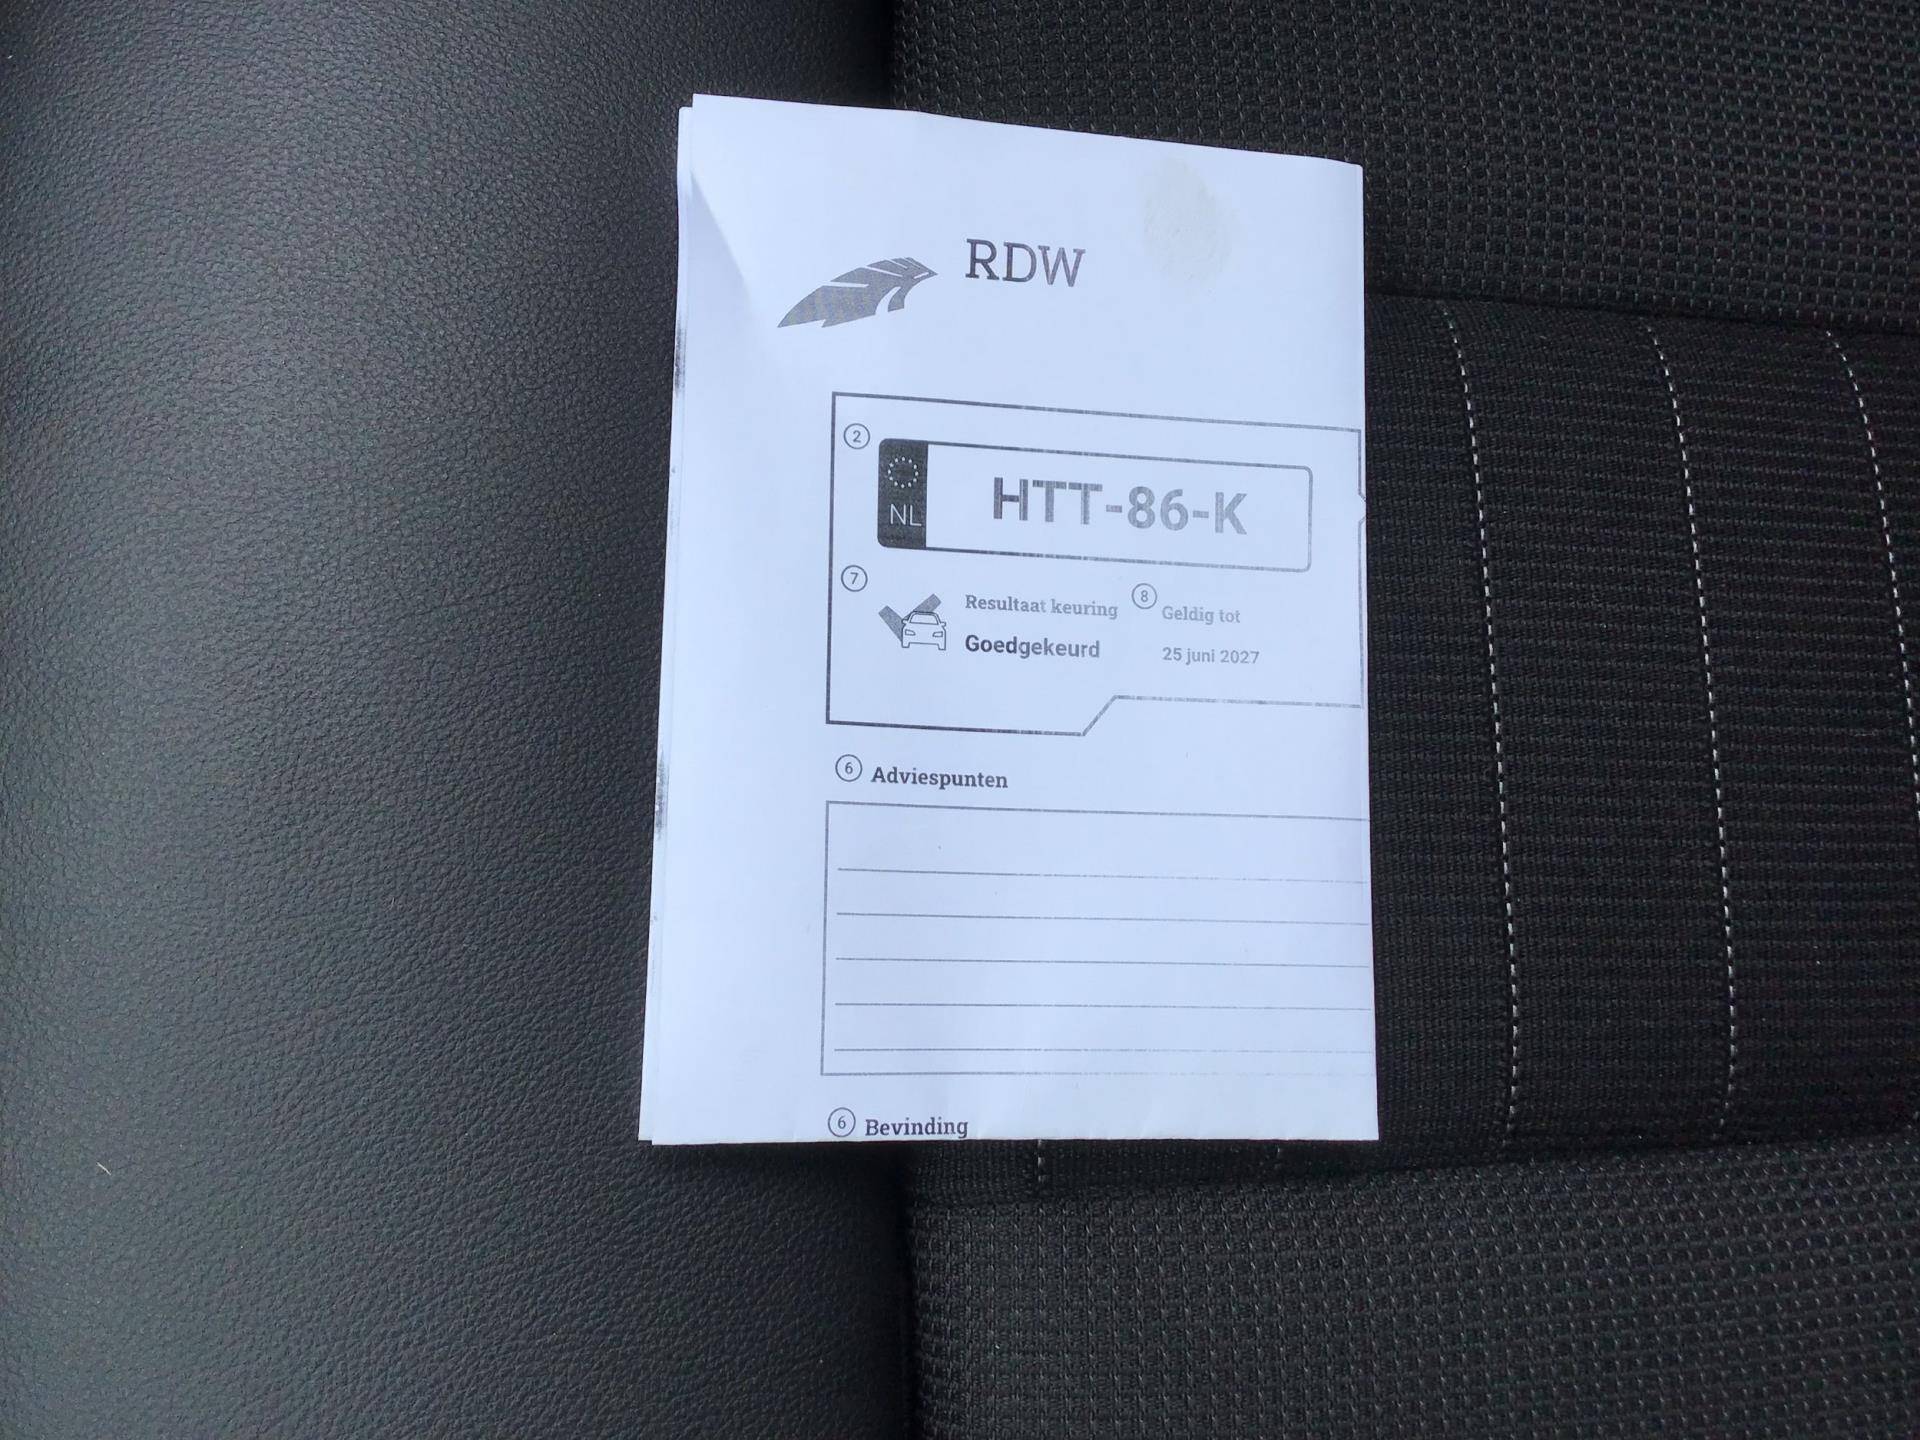 RDW
2
NL
HTT-86-K
7
Resultaat keuring
Goedgekeurd
8
Geldig tot
25 juni 2027
6 Adviespunten
6 Bevinding